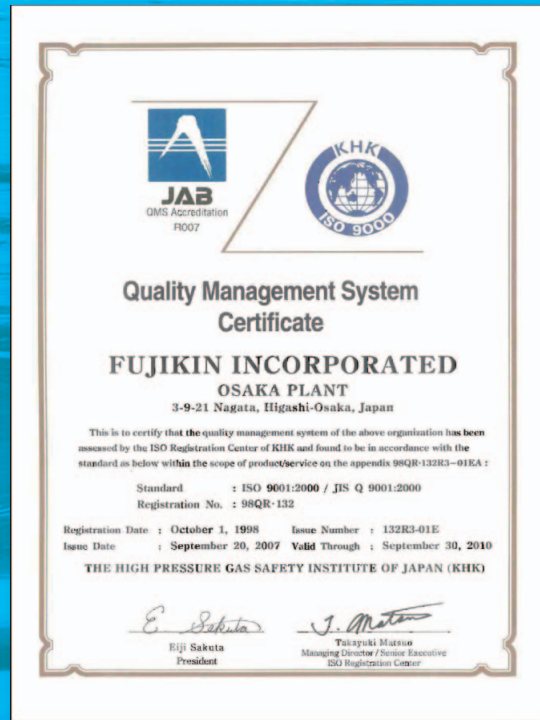 JAB
QMS Accreditation
R007
KHK
ISO 9000
Quality Management System
Certificate
FUJIKIN INCORPORATED
OSAKA PLANT
3-9-21 Nagata, Higashi-Osaka, Japan
This is to certify that the quality management system of the above organization has been
assessed by the ISO Registration Center of KHK and found to be in accordance with the
standard as below within the scope of product/service on the appendix 98QR-132R3-01EA :
Standard : ISO 9001:2000 / JIS Q 9001:2000
Registration No. : 98QR-132
Registration Date : October 1, 1998 Issue Number : 132R3-01E
Issue Date : September 20, 2007 Valid Through : September 30, 2010
THE HIGH PRESSURE GAS SAFETY INSTITUTE OF JAPAN (KHK)
E. Sakuta J. Matsuo
Eiji Sakuta Takayuki Matsuo
President Managing Director / Senior Executive
ISO Registration Center